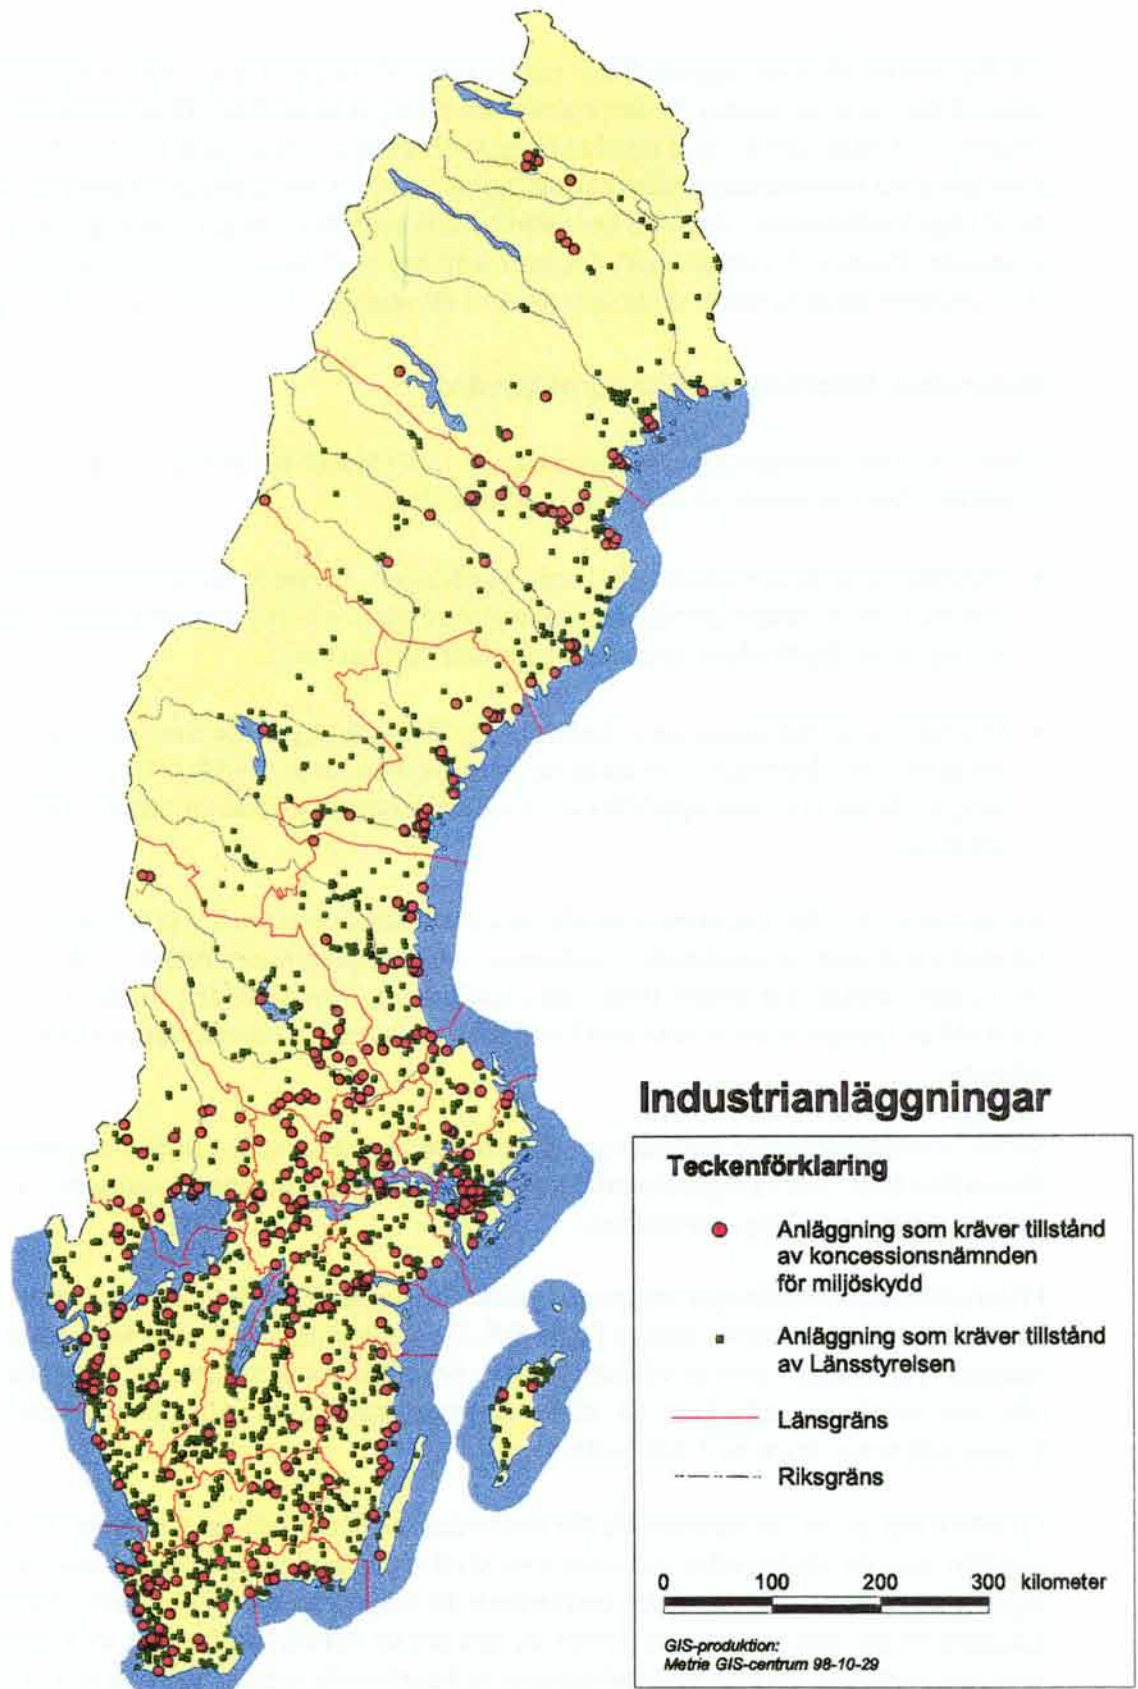 Industrianläggningar
Teckenförklaring
Anläggning som kräver tillstånd
av koncessionsnämnden
för miljöskydd
Anläggning som kräver tillstånd
av Länsstyrelsen
Länsgräns
Riksgräns
0 100 200 300 kilometer
GIS-produktion:
Metria GIS-centrum 98-10-29